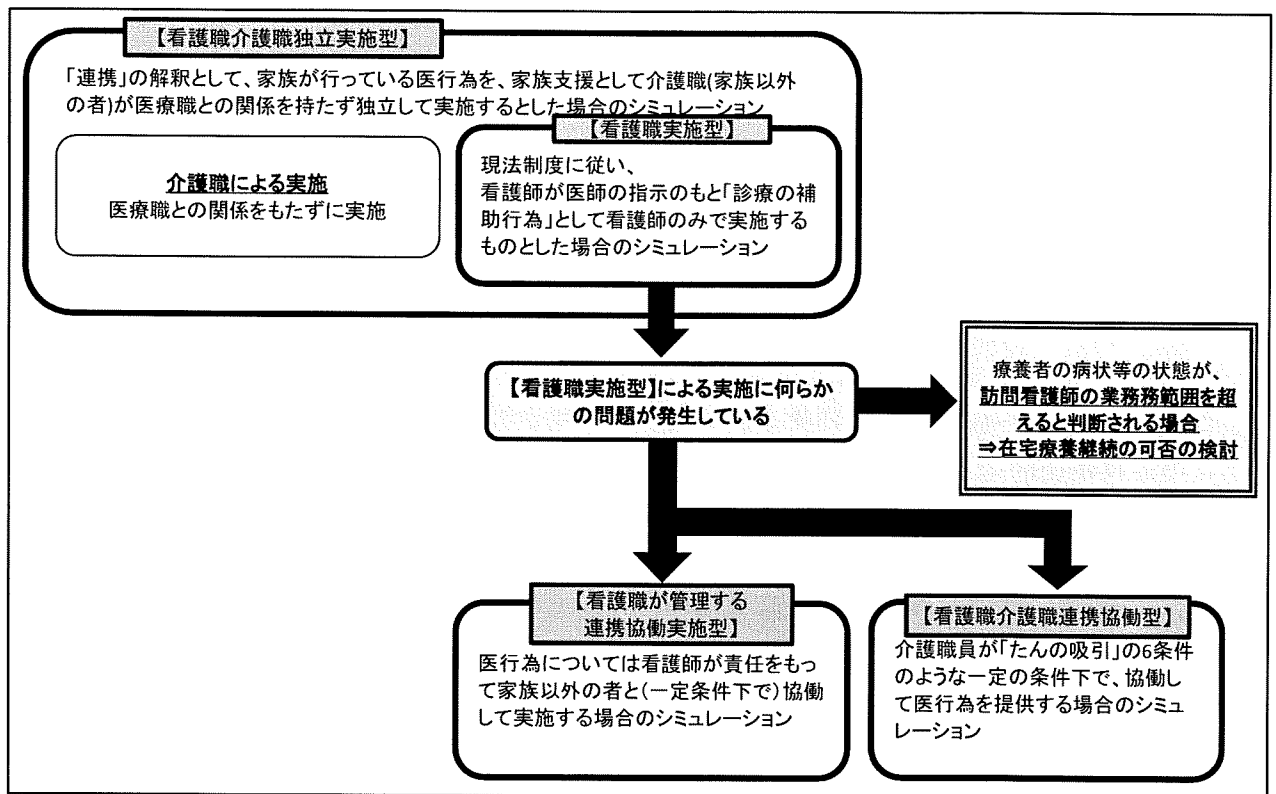 【看護職介護職独立実施型】
「連携」の解釈として、家族が行っている医行為を、家族支援として介護職(家族以外
の者)が医療職との関係を持たず独立して実施するとした場合のシミュレーション
介護職による実施
医療職との関係をもたずに実施
【看護職実施型】
現法制度に従い、
看護師が医師の指示のもと「診療の補
助行為」として看護師のみで実施する
ものとした場合のシミュレーション
【看護職実施型】による実施に何らか
の問題が発生している
療養者の病状等の状態が、
訪問看護師の業務務範囲を超
えると判断される場合
⇒在宅療養継続の可否の検討
【看護職が管理する
連携協働実施型】
医行為については看護師が責任をもっ
て家族以外の者と(一定条件下で)協働
して実施する場合のシミュレーション
【看護職介護職連携協働型】
介護職員が「たんの吸引」の6条件
のような一定の条件下で、協働し
て医行為を提供する場合のシミュ
レーション